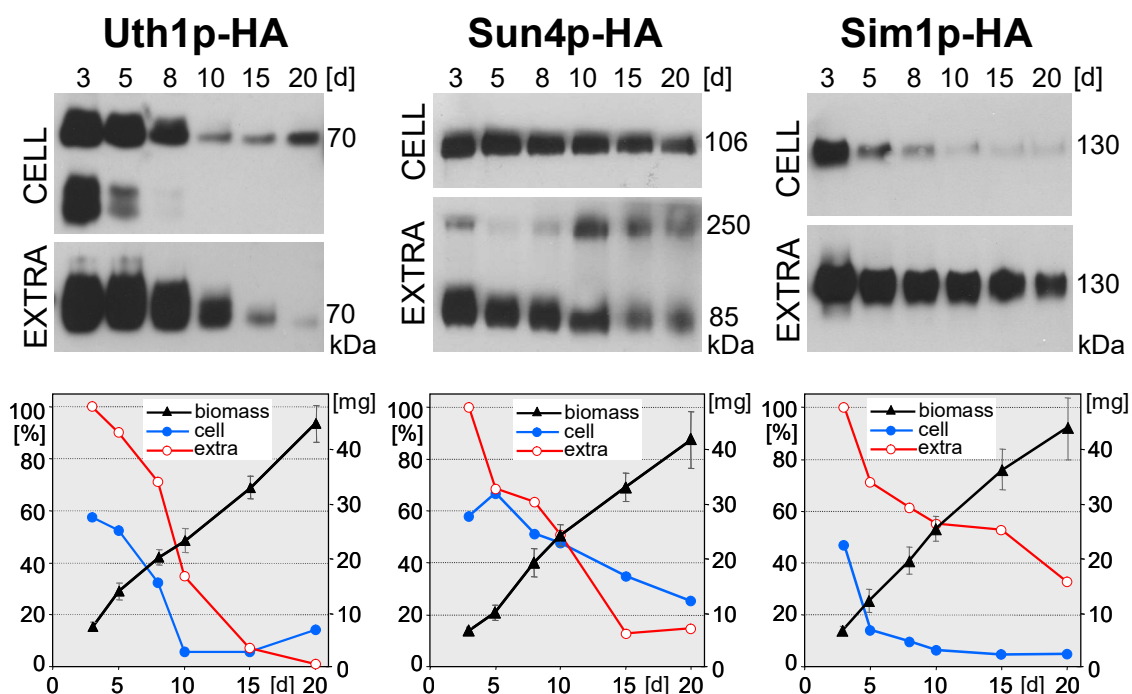 Uth1p-HA Sun4p-HA Sim1p-HA
3 5 8 10 15 20 [d] 3 5 8 10 15 20 [d] 3 5 8 10 15 20 [d]
CELL 70 CELL 106 CELL 130
EXTRA 70 EXTRA 250 EXTRA 130
85
kDa kDa kDa
100 [mg] 100 [mg] 100 [mg]
[%] [%] [%]
biomass biomass biomass
cell cell cell
extra extra extra
80 40 80 40 80 40
60 30 60 30 60 30
40 20 40 20 40 20
20 10 20 10 20 10
0 0 0 0 0 0
0 5 10 15 [d] 20 0 5 10 15 [d] 20 0 5 10 15 [d] 20